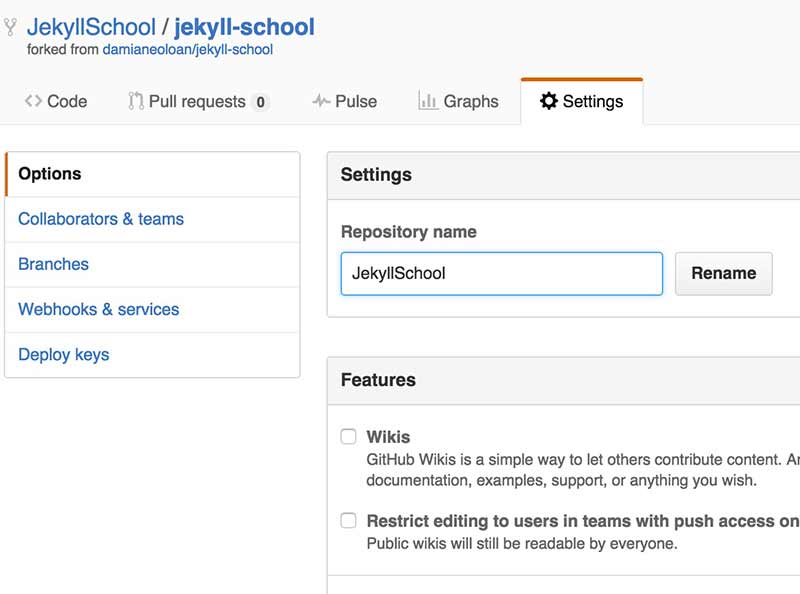 JekyllSchool / jekyll-school
forked from damianeoloan/jekyll-school
Code
Pull requests 0
Pulse
Graphs
Settings
Options
Collaborators & teams
Branches
Webhooks & services
Deploy keys
Settings
Repository name
JekyllSchool
Rename
Features
Wikis
GitHub Wikis is a simple way to let others contribute content.
documentation, examples, support, or anything you wish.
Restrict editing to users in teams with push access on
Public wikis will still be readable by everyone.